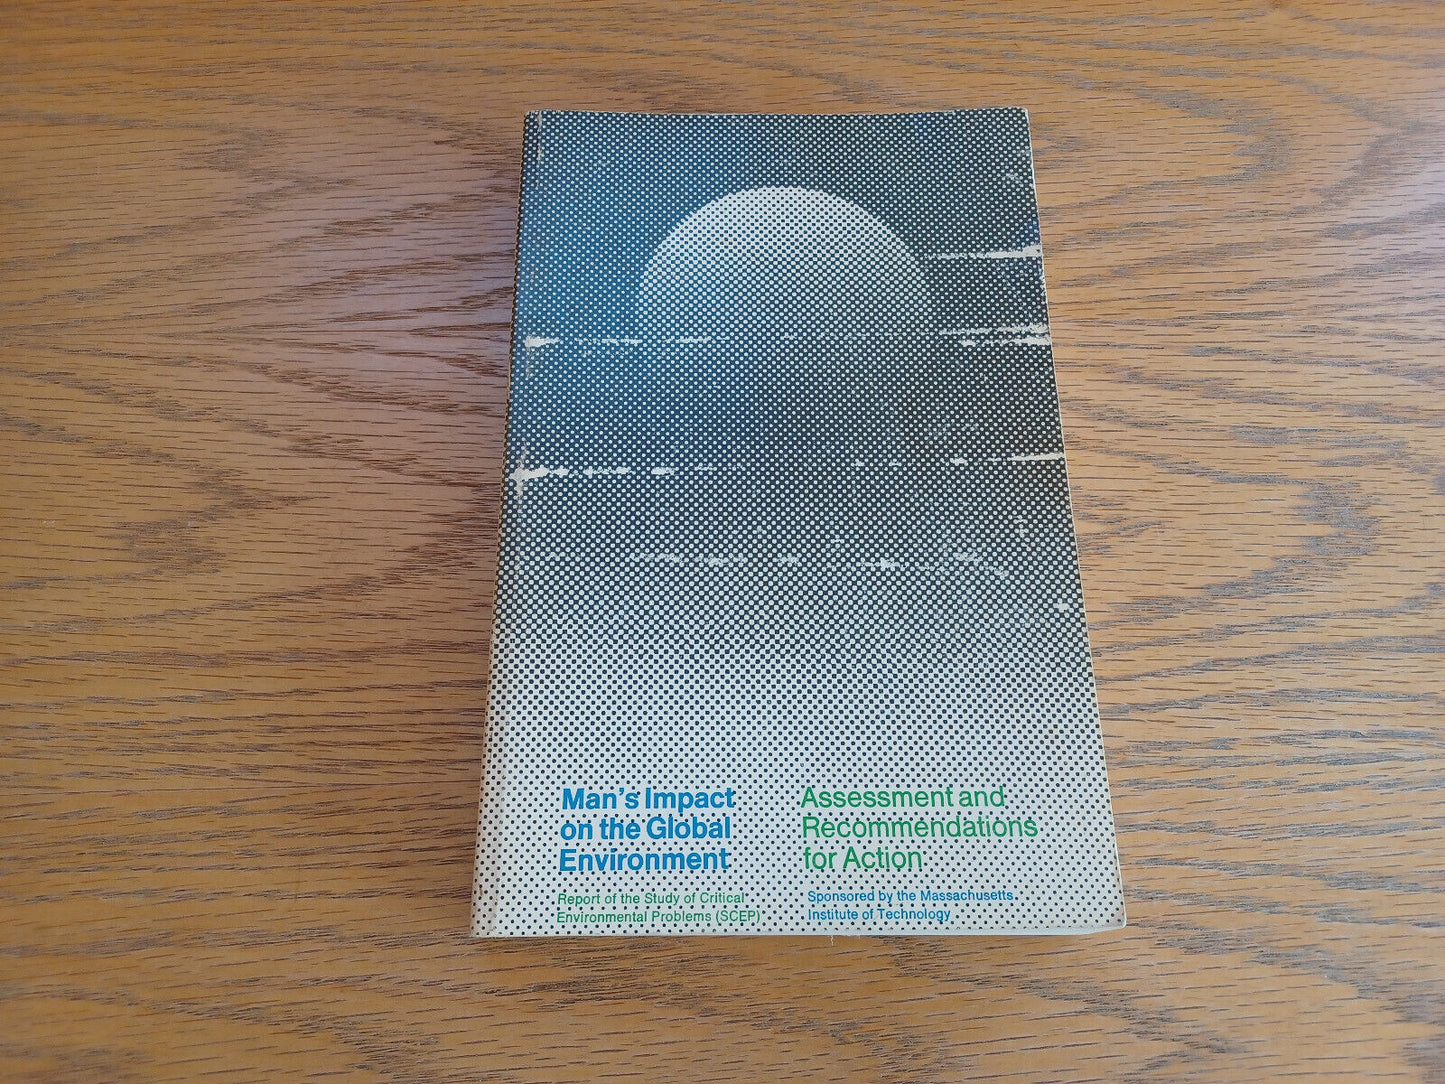 Man's Impact
on the Global
Environment
Assessment and
Recommendations
for Action
Report of the Study of Critical
Environmental Problems (SCEP)
Sponsored by the Massachusetts
Institute of Technology